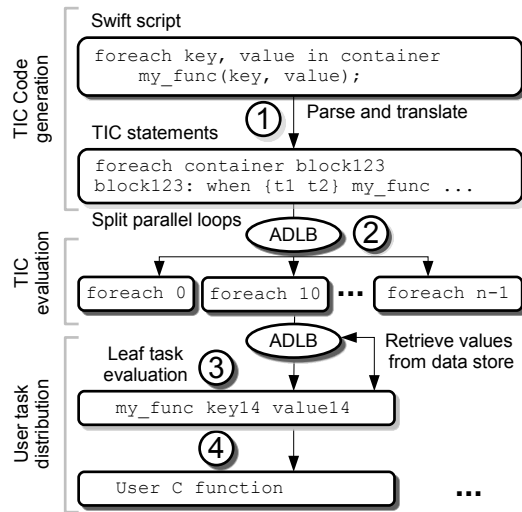 Swift script
foreach key, value in container
my_func(key, value);
1
Parse and translate
TIC statements
foreach container block123
block123: when {t1 t2} my_func ...
TIC Code
generation
Split parallel loops
ADLB
2
foreach 0
foreach 10
...
foreach n-1
TIC
evaluation
ADLB
Retrieve values
from data store
Leaf task
evaluation
3
my_func key14 value14
4
User C function
...
User task
distribution